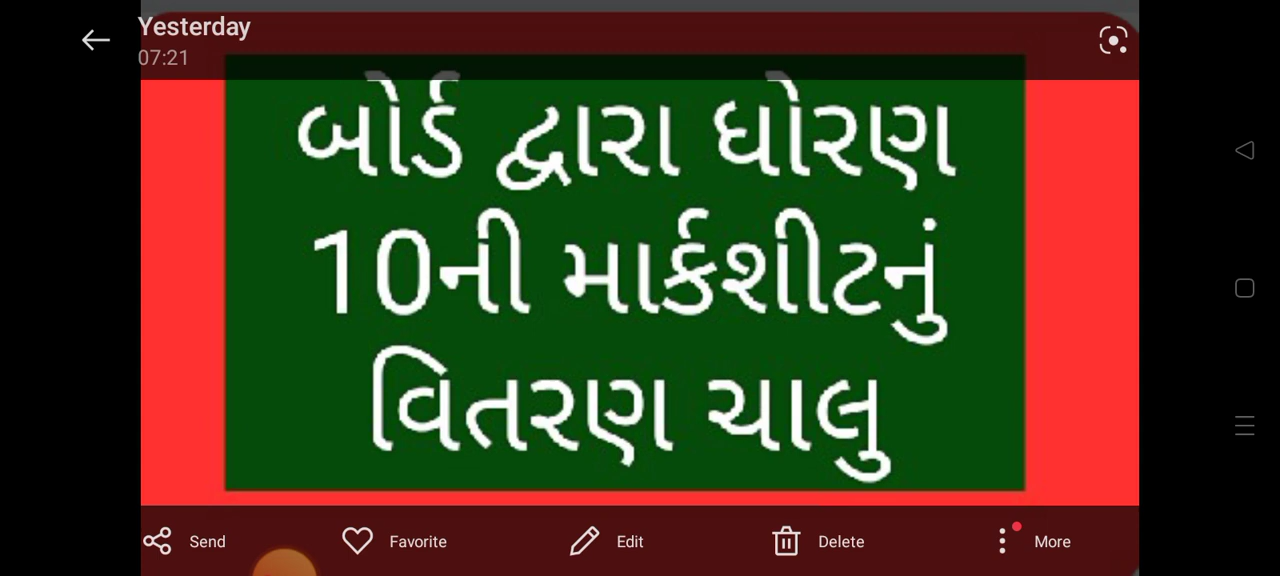 Yesterday
07:21
બોર્ડ દ્વારા ધોરણ
10ની માર્કશીટનું
વિતરણ ચાલુ
Send
Favorite
Edit
Delete
More